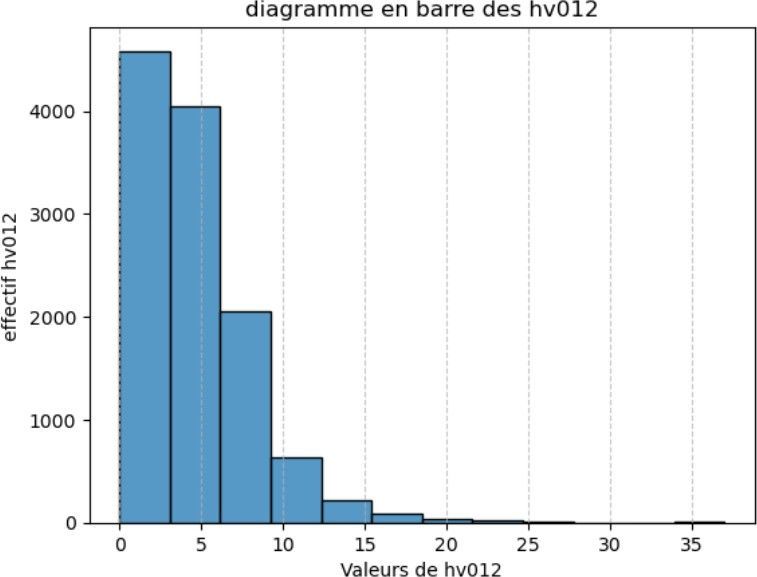 diagramme en barre des hv012
effectif hv012
4000
3000
2000
1000
0
0 5 10 15 20 25 30 35
Valeurs de hv012